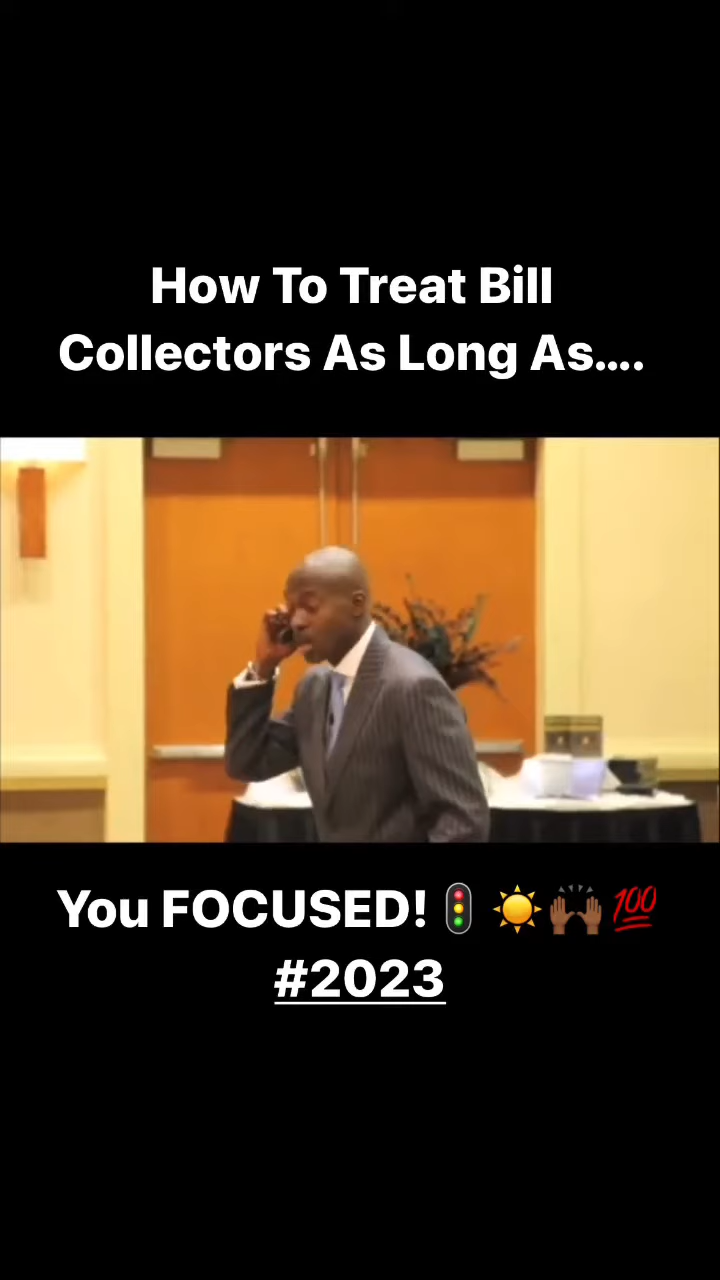 How To Treat Bill
Collectors As Long As....
You FOCUSED!🚦☀️🙌🏾💯
#2023